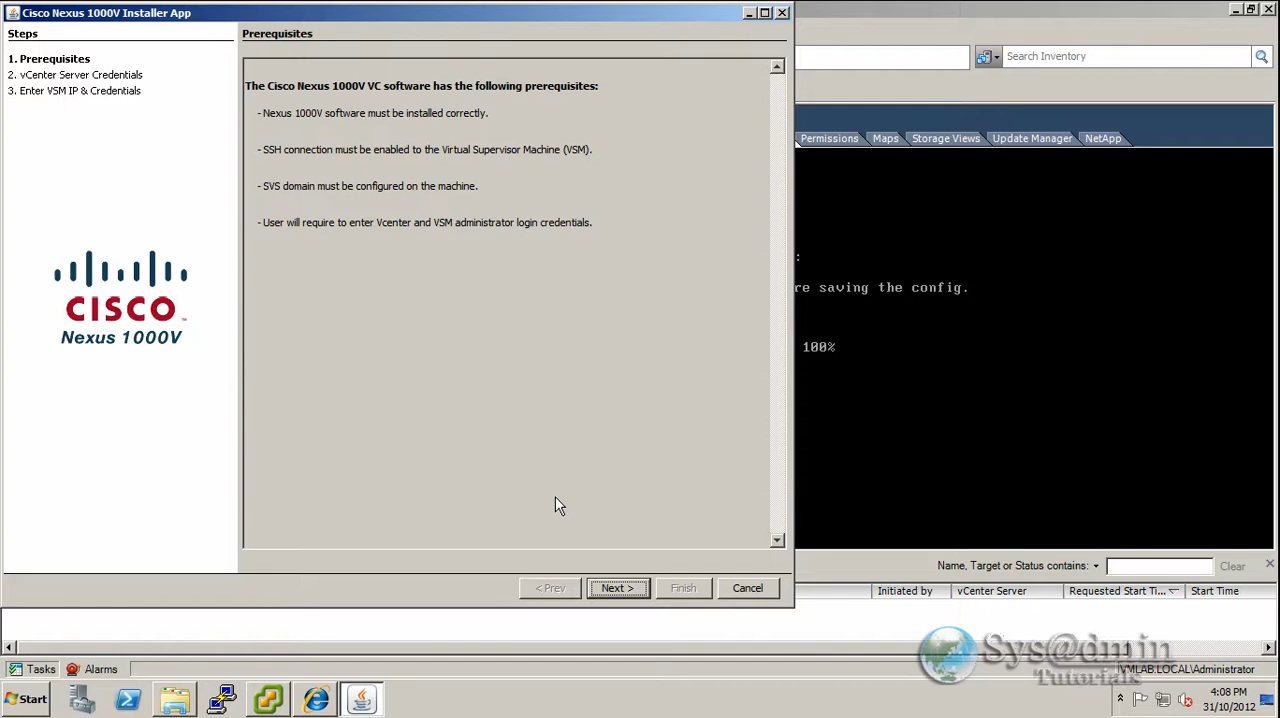 Cisco Nexus 1000V Installer App
Steps
1. Prerequisites
2. vCenter Server Credentials
3. Enter VSM IP & Credentials
CISCO
Nexus 1000V
Prerequisites
The Cisco Nexus 1000V VC software has the following prerequisites:
- Nexus 1000V software must be installed correctly.
- SSH connection must be enabled to the Virtual Supervisor Machine (VSM).
- SVS domain must be configured on the machine.
- User will require to enter Vcenter and VSM administrator login credentials.
< Prev Next > Finish Cancel
Search Inventory
Permissions Maps Storage Views Update Manager NetApp
:
re saving the config.
100%
Name, Target or Status contains: Clear
Initiated by vCenter Server Requested Start Ti... Start Time
Tasks Alarms VMLAB.LOCAL\Administrator
Sys@dmin
Tutorials
Start
4:08 PM
31/10/2012